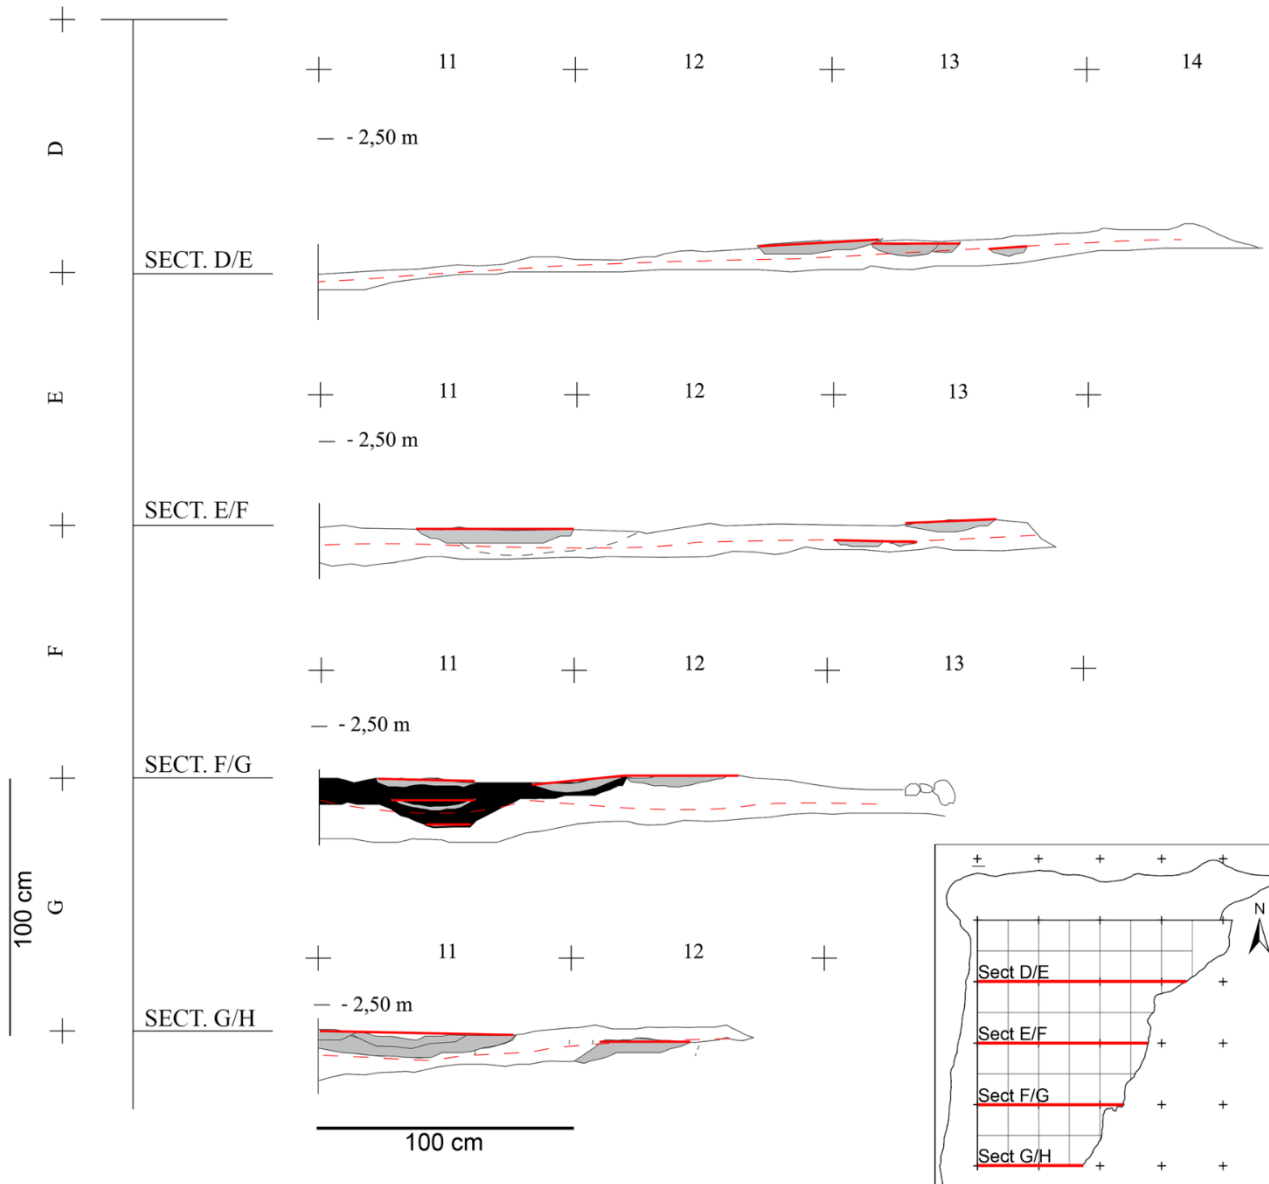 11 12 13 14
D
- 2,50 m
SECT. D/E
11 12 13
E
- 2,50 m
SECT. E/F
11 12 13
F
- 2,50 m
SECT. F/G
100 cm
G
11 12
- 2,50 m
SECT. G/H
100 cm
N
Sect D/E
Sect E/F
Sect F/G
Sect G/H